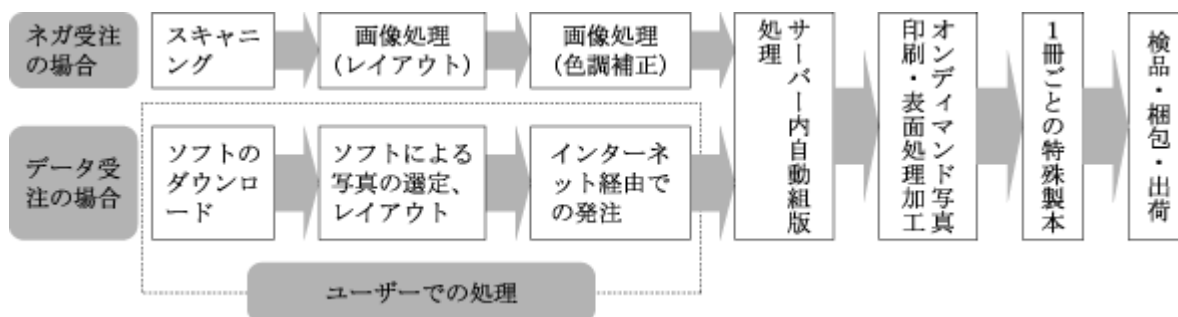 ネガ受注
の場合
スキャニ
ング
画像処理
(レイアウト)
画像処理
(色調補正)
データ受
注の場合
ソフトの
ダウンロ
ード
ソフトによる
写真の選定、
レイアウト
インターネ
ット経由で
の発注
ユーザーでの処理
サーバー内自動組版
処理
オンディマンド写真
印刷・表面処理加工
1冊ごとの特殊製本
検品・梱包・出荷